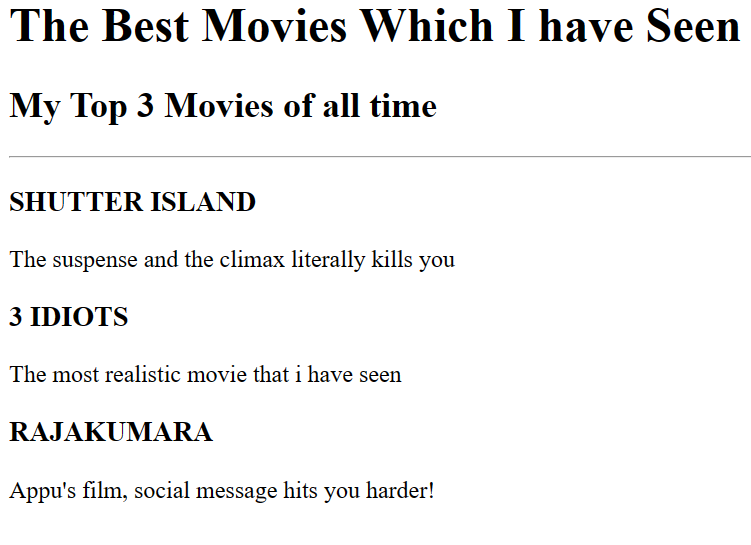 The Best Movies Which I have Seen
My Top 3 Movies of all time
SHUTTER ISLAND
The suspense and the climax literally kills you
3 IDIOTS
The most realistic movie that i have seen
RAJAKUMARA
Appu's film, social message hits you harder!